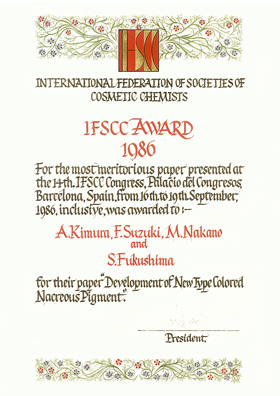 IFSCC
INTERNATIONAL FEDERATION OF SOCIETIES OF
COSMETIC CHEMISTS
IFSCC AWARD
1986
For the most meritorious paper presented at
the 14th. IFSCC Congress, Palacio del Congresos,
Barcelona, Spain, from 16th to 19th. September,
1986, inclusive, was awarded to:-
A. Kimura, F. Suzuki, M. Nakano
and
S. Fukushima
for their paper "Development of New Type Colored
Nacreous Pigment".
President.